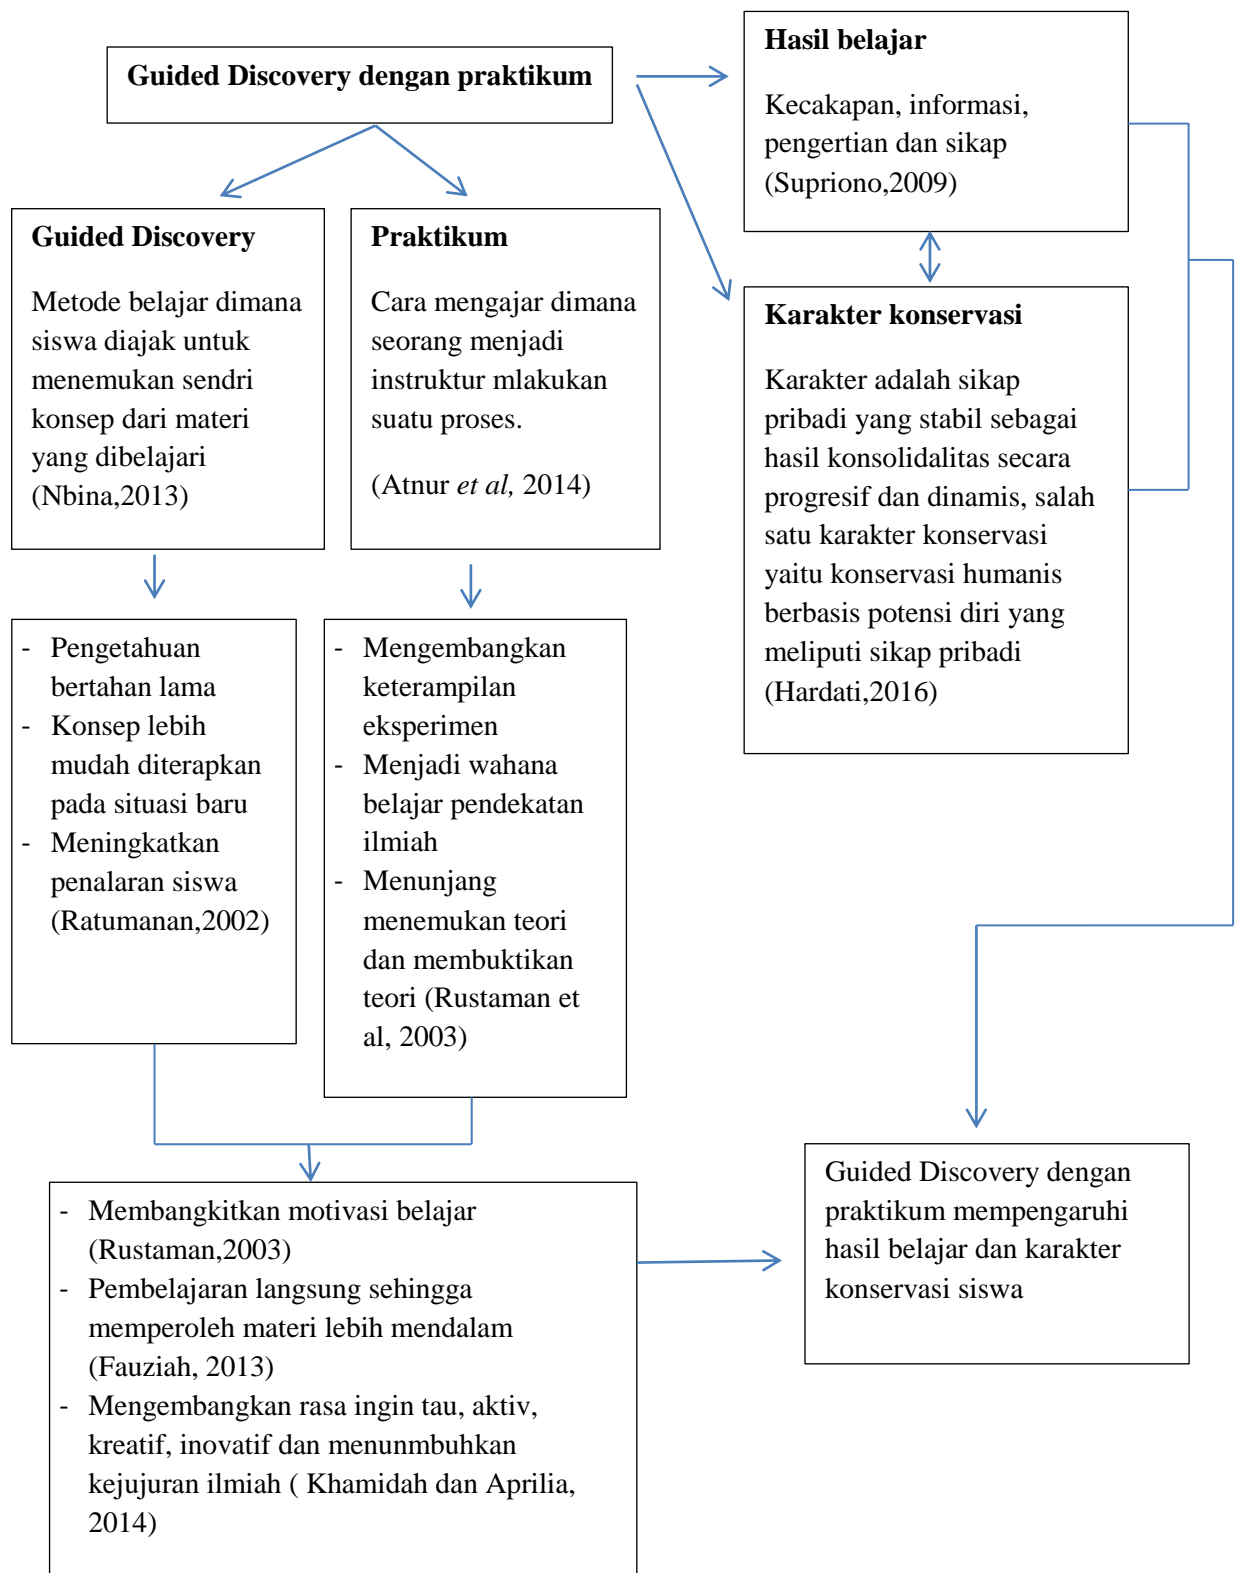 Guided Discovery dengan praktikum
Hasil belajar
Kecakapan, informasi,
pengertian dan sikap
(Supriono,2009)
Guided Discovery
Metode belajar dimana
siswa diajak untuk
menemukan sendri
konsep dari materi
yang dibelajari
(Nbina,2013)
Praktikum
Cara mengajar dimana
seorang menjadi
instruktur mlakukan
suatu proses.
(Atnur et al, 2014)
Karakter konservasi
Karakter adalah sikap
pribadi yang stabil sebagai
hasil konsolidalitas secara
progresif dan dinamis, salah
satu karakter konservasi
yaitu konservasi humanis
berbasis potensi diri yang
meliputi sikap pribadi
(Hardati,2016)
- Pengetahuan
bertahan lama
- Konsep lebih
mudah diterapkan
pada situasi baru
- Meningkatkan
penalaran siswa
(Ratumanan,2002)
- Mengembangkan
keterampilan
eksperimen
- Menjadi wahana
belajar pendekatan
ilmiah
- Menunjang
menemukan teori
dan membuktikan
teori (Rustaman et
al, 2003)
- Membangkitkan motivasi belajar
(Rustaman,2003)
- Pembelajaran langsung sehingga
memperoleh materi lebih mendalam
(Fauziah, 2013)
- Mengembangkan rasa ingin tau, aktiv,
kreatif, inovatif dan menunmbuhkan
kejujuran ilmiah ( Khamidah dan Aprilia,
2014)
Guided Discovery dengan
praktikum mempengaruhi
hasil belajar dan karakter
konservasi siswa